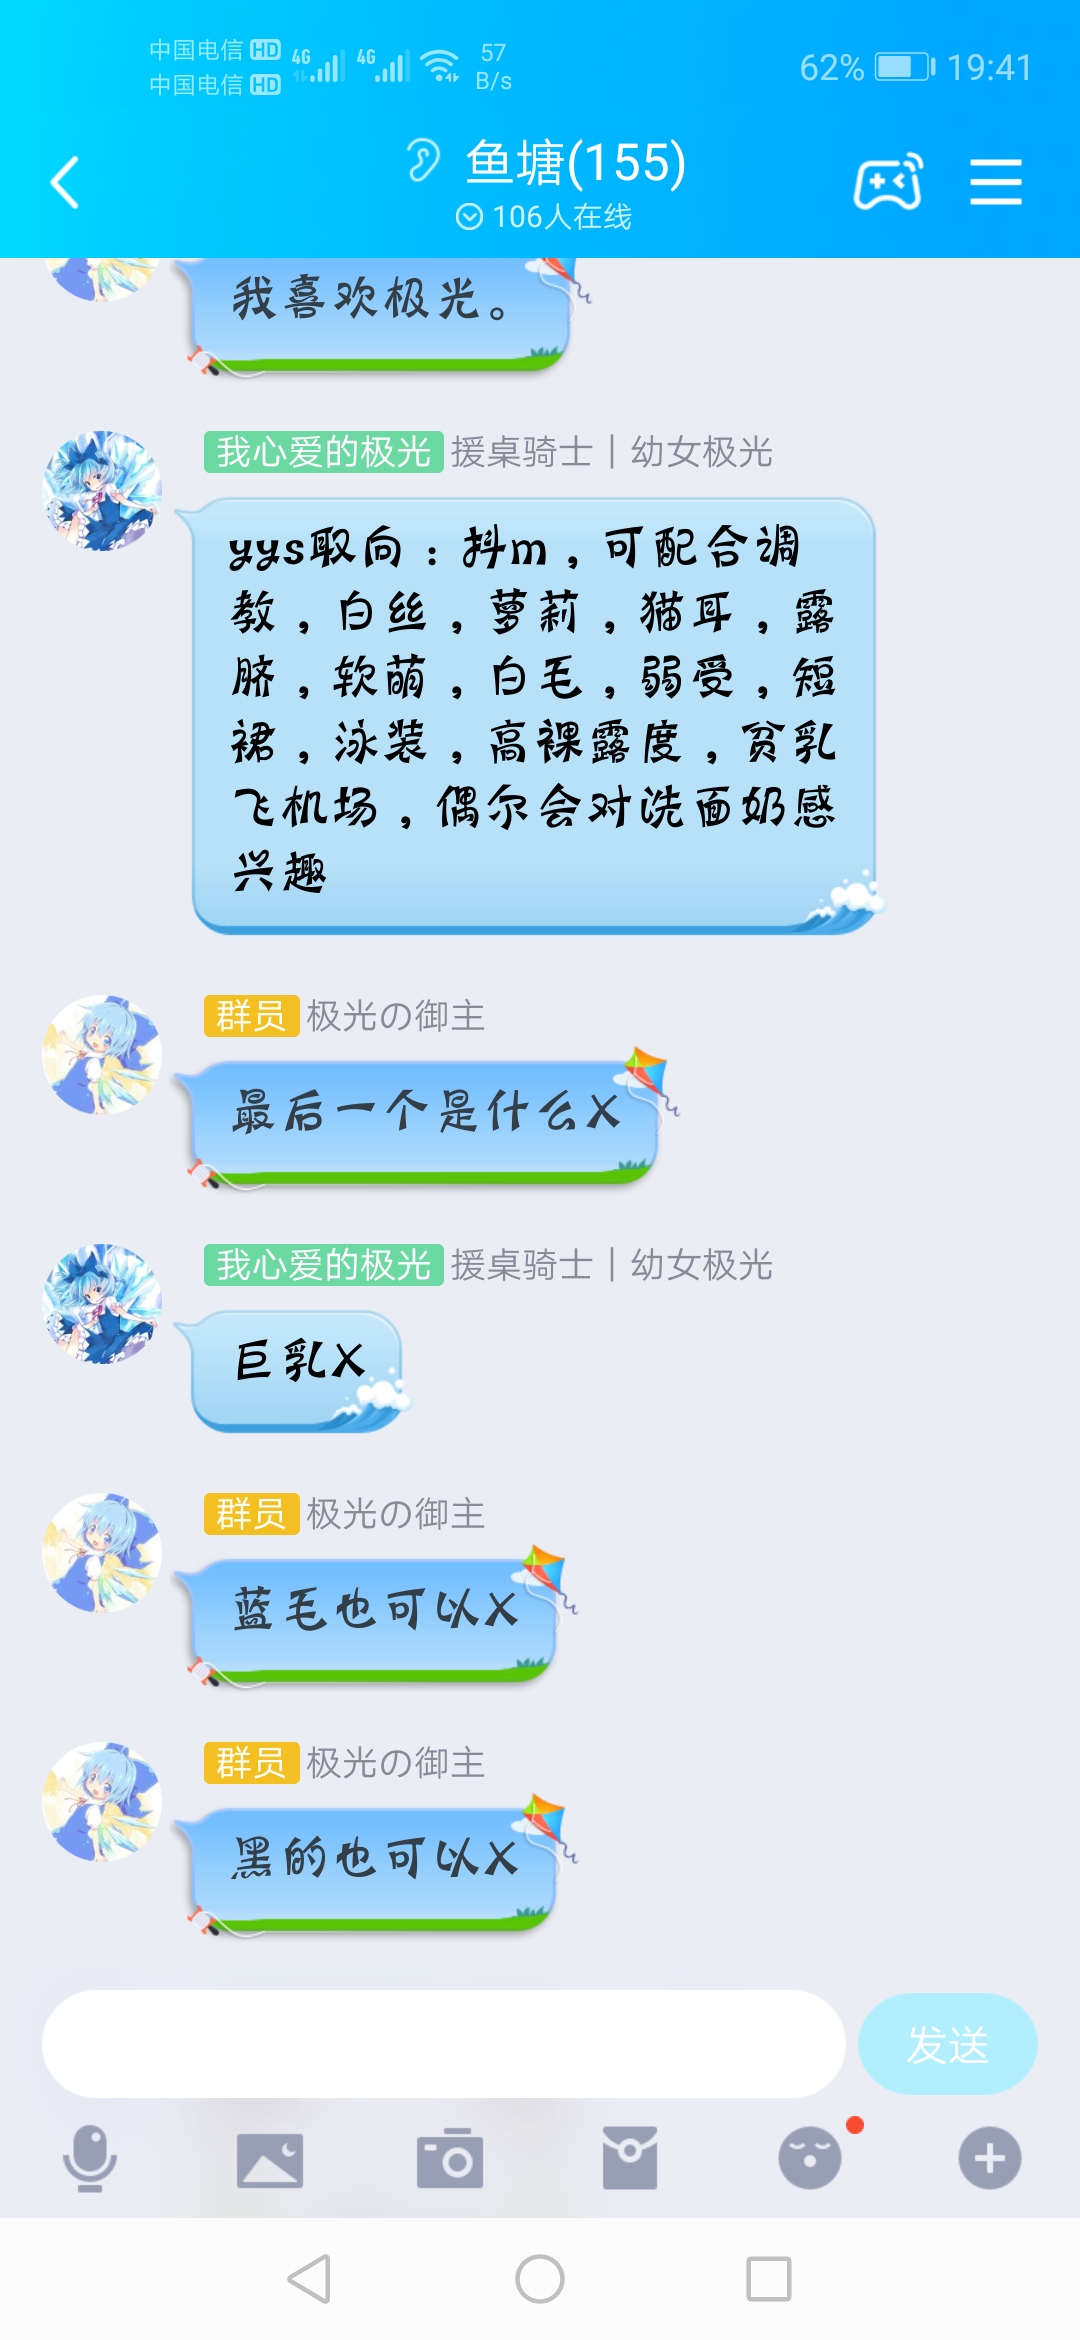 中国电信 HD 4G 4G 57
中国电信 HD B/s
62% 19:41
鱼塘(155)
106人在线
我喜欢极光。
我心爱的极光 援桌骑士｜幼女极光
yys取向：抖m，可配合调
教，白丝，萝莉，猫耳，露
脐，软萌，白毛，弱受，短
裙，泳装，高裸露度，贫乳
飞机场，偶尔会对洗面奶感
兴趣
群员 极光の御主
最后一个是什么X
我心爱的极光 援桌骑士｜幼女极光
巨乳X
群员 极光の御主
蓝毛也可以X
群员 极光の御主
黑的也可以X
发送